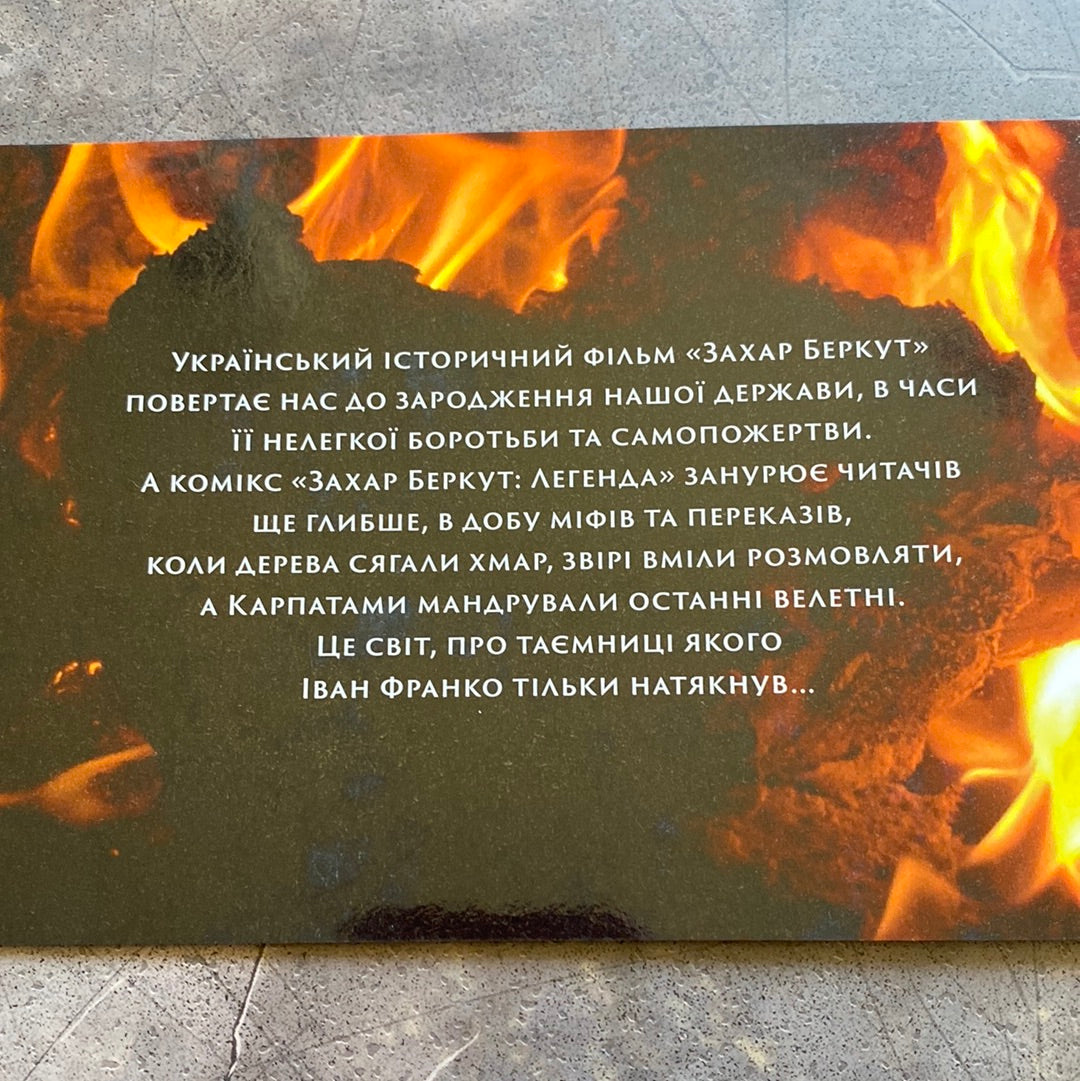 Український історичний фільм «Захар Беркут»
повертає нас до зародження нашої держави, в часи
її нелегкої боротьби та самопожертви.
А комікс «Захар Беркут: Легенда» занурює читачів
ще глибше, в добу міфів та переказів,
коли дерева сягали хмар, звірі вміли розмовляти,
а Карпатами мандрували останні велетні.
Це світ, про таємниці якого
Іван Франко тільки натякнув...